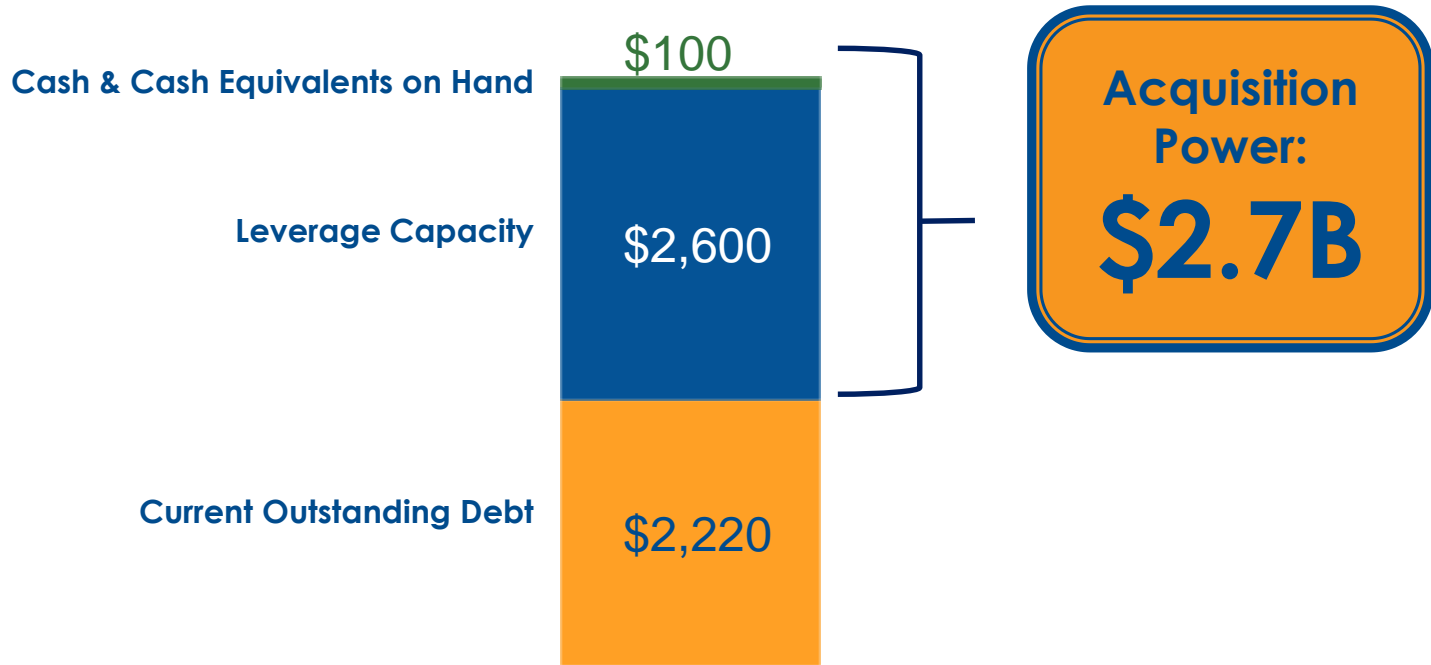 $100
Cash & Cash Equivalents on Hand
Leverage Capacity
$2,600
Current Outstanding Debt
$2,220
Acquisition
Power:
$2.7B